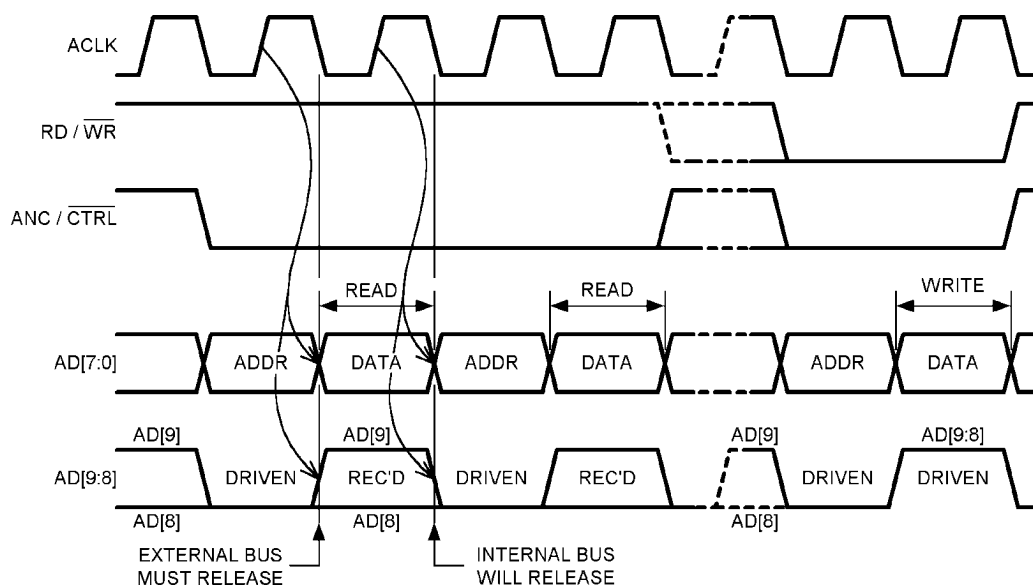 ACLK
RD / WR
ANC / CTRL
READ READ WRITE
AD[7:0] ADDR DATA ADDR DATA ADDR DATA
AD[9] AD[9] AD[9] AD[9:8]
AD[9:8] DRIVEN REC'D DRIVEN REC'D DRIVEN DRIVEN
AD[8] AD[8] AD[8]
EXTERNAL BUS INTERNAL BUS
MUST RELEASE WILL RELEASE